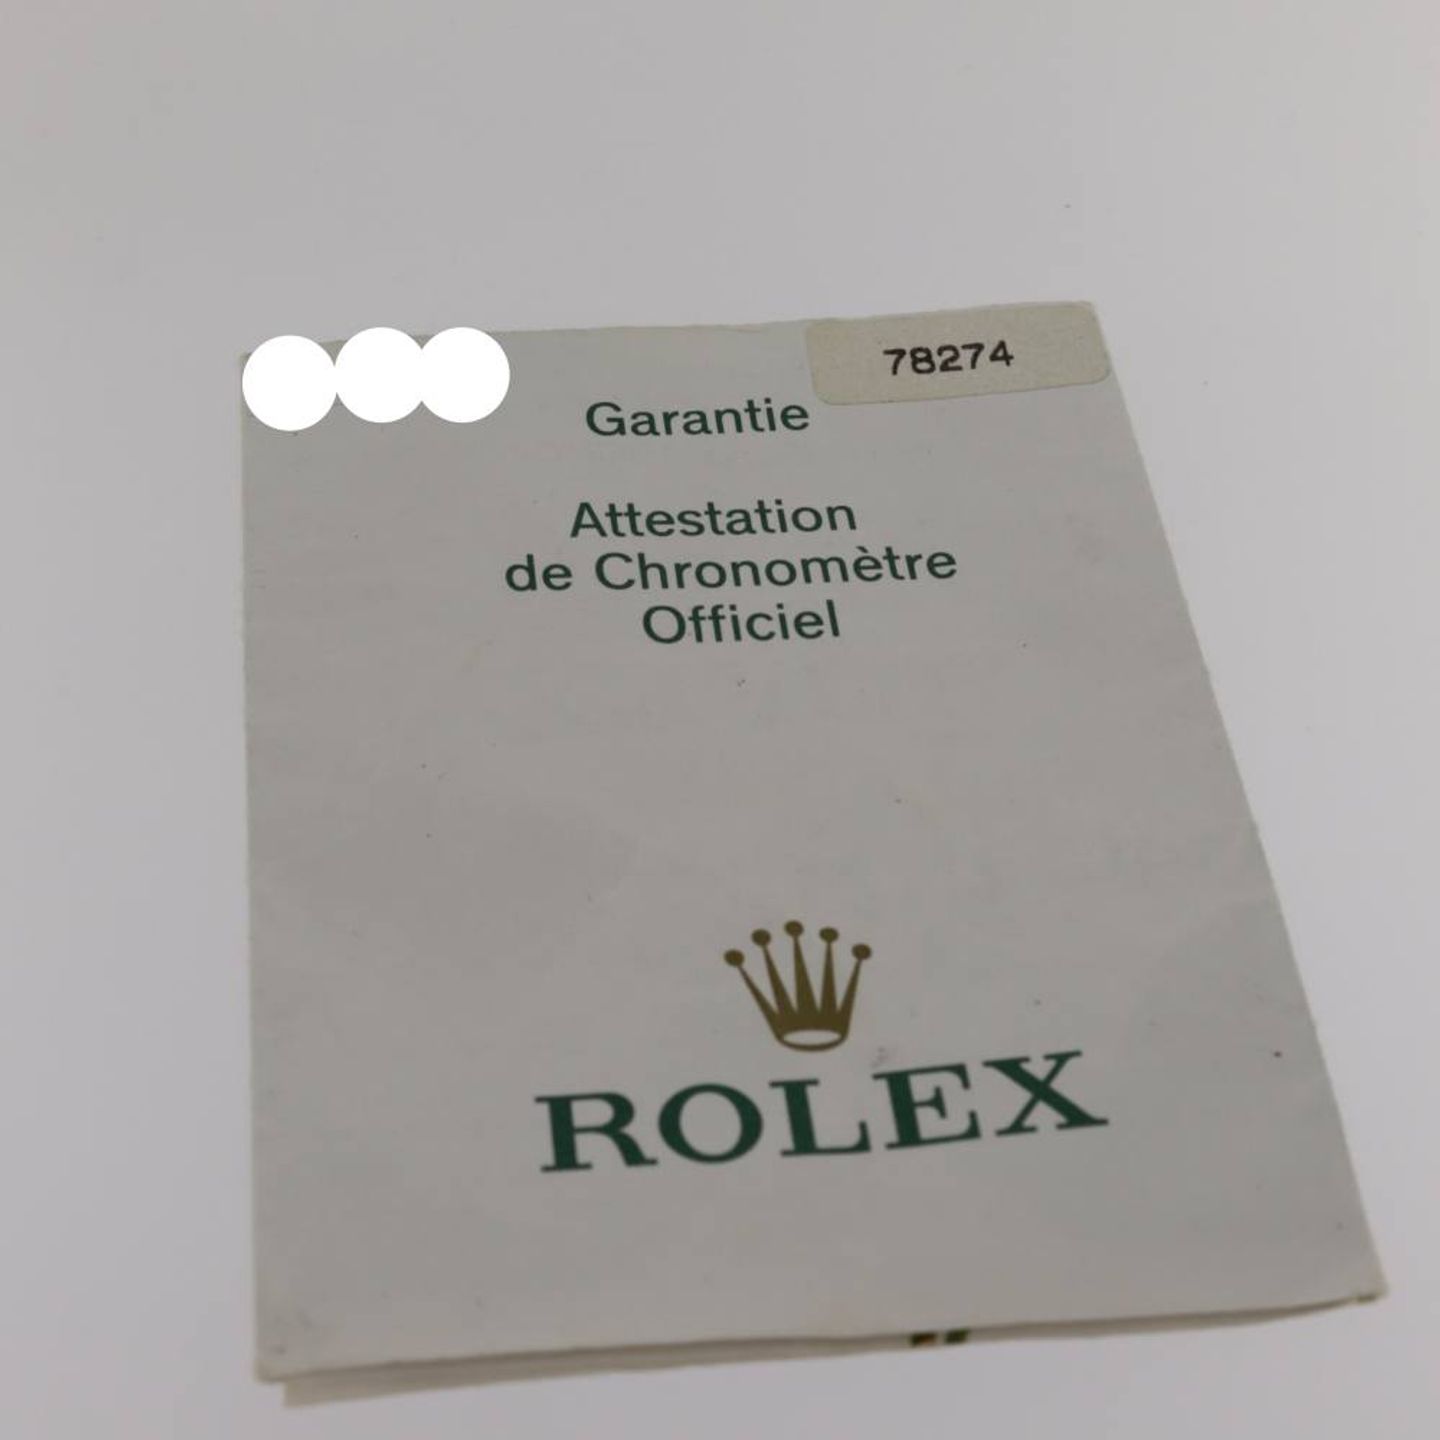 78274
Garantie
Attestation
de Chronomètre
Officiel
ROLEX